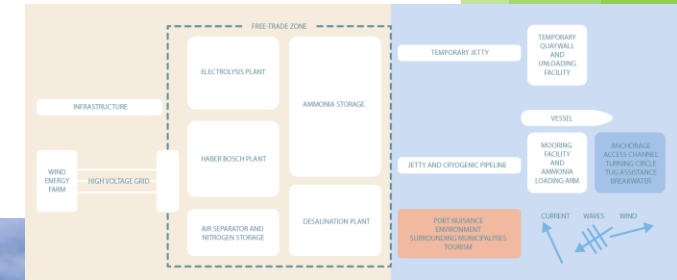 FREE-TRADE ZONE
ELECTROLYSIS PLANT
AMMONIA STORAGE
INFRASTRUCTURE
HABER BOSCH PLANT
WIND
ENERGY
FARM
HIGH VOLTAGE GRID
AIR SEPARATOR AND
NITROGEN STORAGE
DESALINATION PLANT
TEMPORARY JETTY
TEMPORARY
QUAYWALL
AND
UNLOADING
FACILITY
VESSEL
JETTY AND CRYOGENIC PIPELINE
MOORING
FACILITY
AND
AMMONIA
LOADING ARM
ANCHORAGE
ACCESS CHANNEL
TURNING CIRCLE
TUG ASSISTANCE
BREAKWATER
PORT NUISANCE
ENVIRONMENT
SURROUNDING MUNICIPALITIES
TOURISM
CURRENT
WAVES
WIND